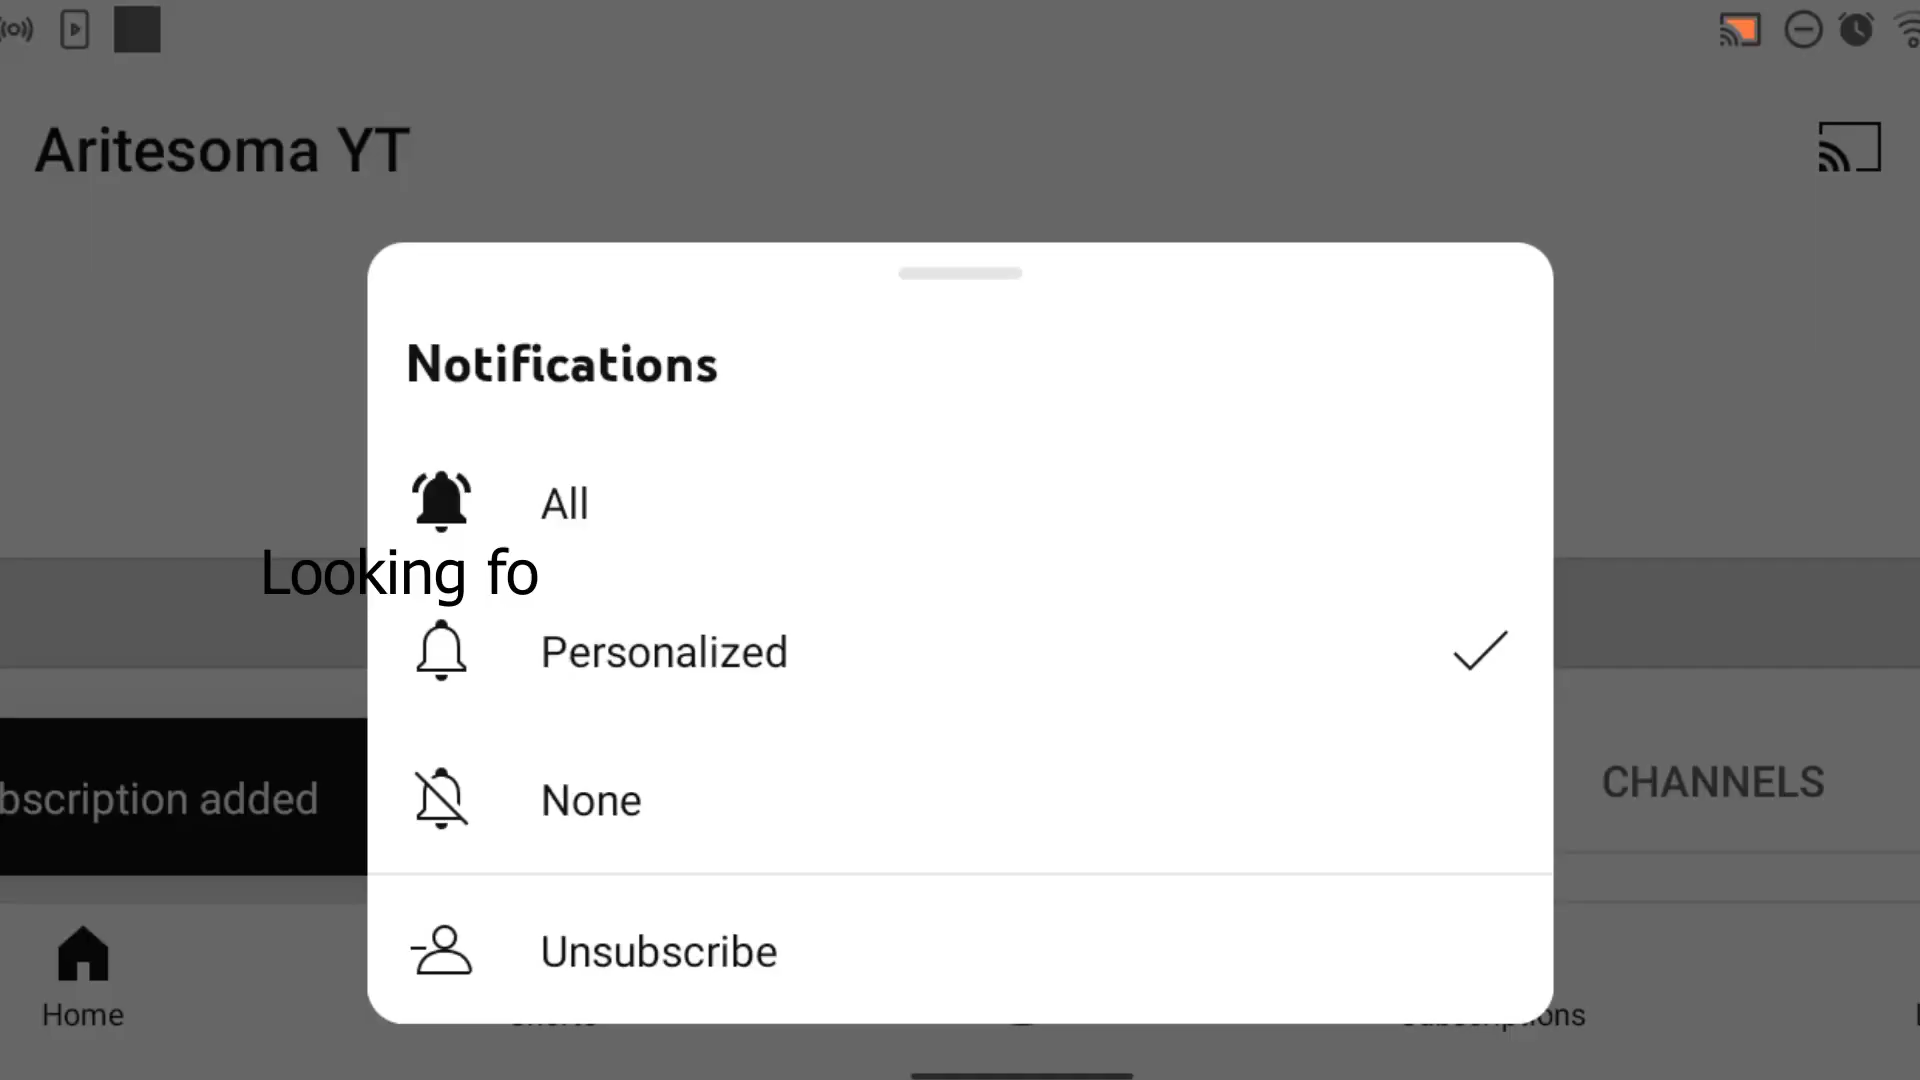 Aritesoma YT
Notifications
All
Looking fo
Personalized
None
bscription added
CHANNELS
Unsubscribe
Home